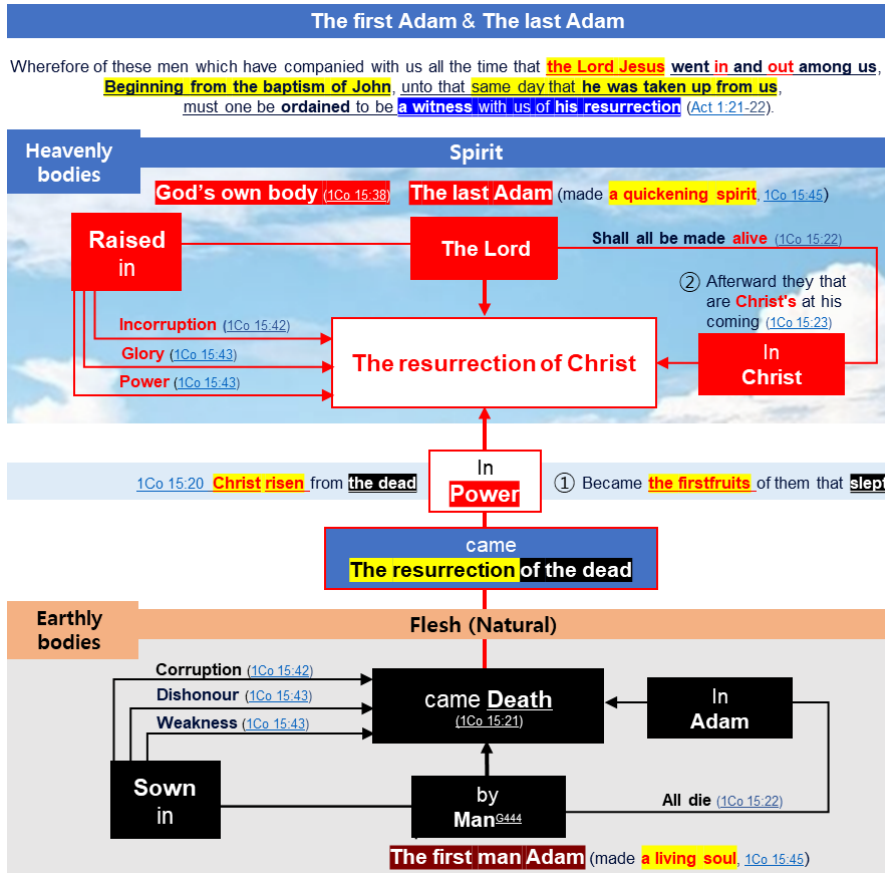 The first Adam & The last Adam
Wherefore of these men which have companied with us all the time that the Lord Jesus went in and out among us,
Beginning from the baptism of John, unto that same day that he was taken up from us,
must one be ordained to be a witness with us of his resurrection (Act 1:21-22).
Heavenly
bodies
Spirit
God's own body (1Co 15:38)
The last Adam (made a quickening spirit, 1Co 15:45)
Raised
in
The Lord
Shall all be made alive (1Co 15:22)
② Afterward they that
are Christ's at his
coming (1Co 15:23)
Incorruption (1Co 15:42)
Glory (1Co 15:43)
Power (1Co 15:43)
The resurrection of Christ
In
Christ
1Co 15:20 Christ risen from the dead
In
Power
① Became the firstfruits of them that slept
came
The resurrection of the dead
Earthly
bodies
Flesh (Natural)
Corruption (1Co 15:42)
Dishonour (1Co 15:43)
Weakness (1Co 15:43)
came Death
(1Co 15:21)
In
Adam
Sown
in
by
Man G444
All die (1Co 15:22)
The first man Adam (made a living soul, 1Co 15:45)